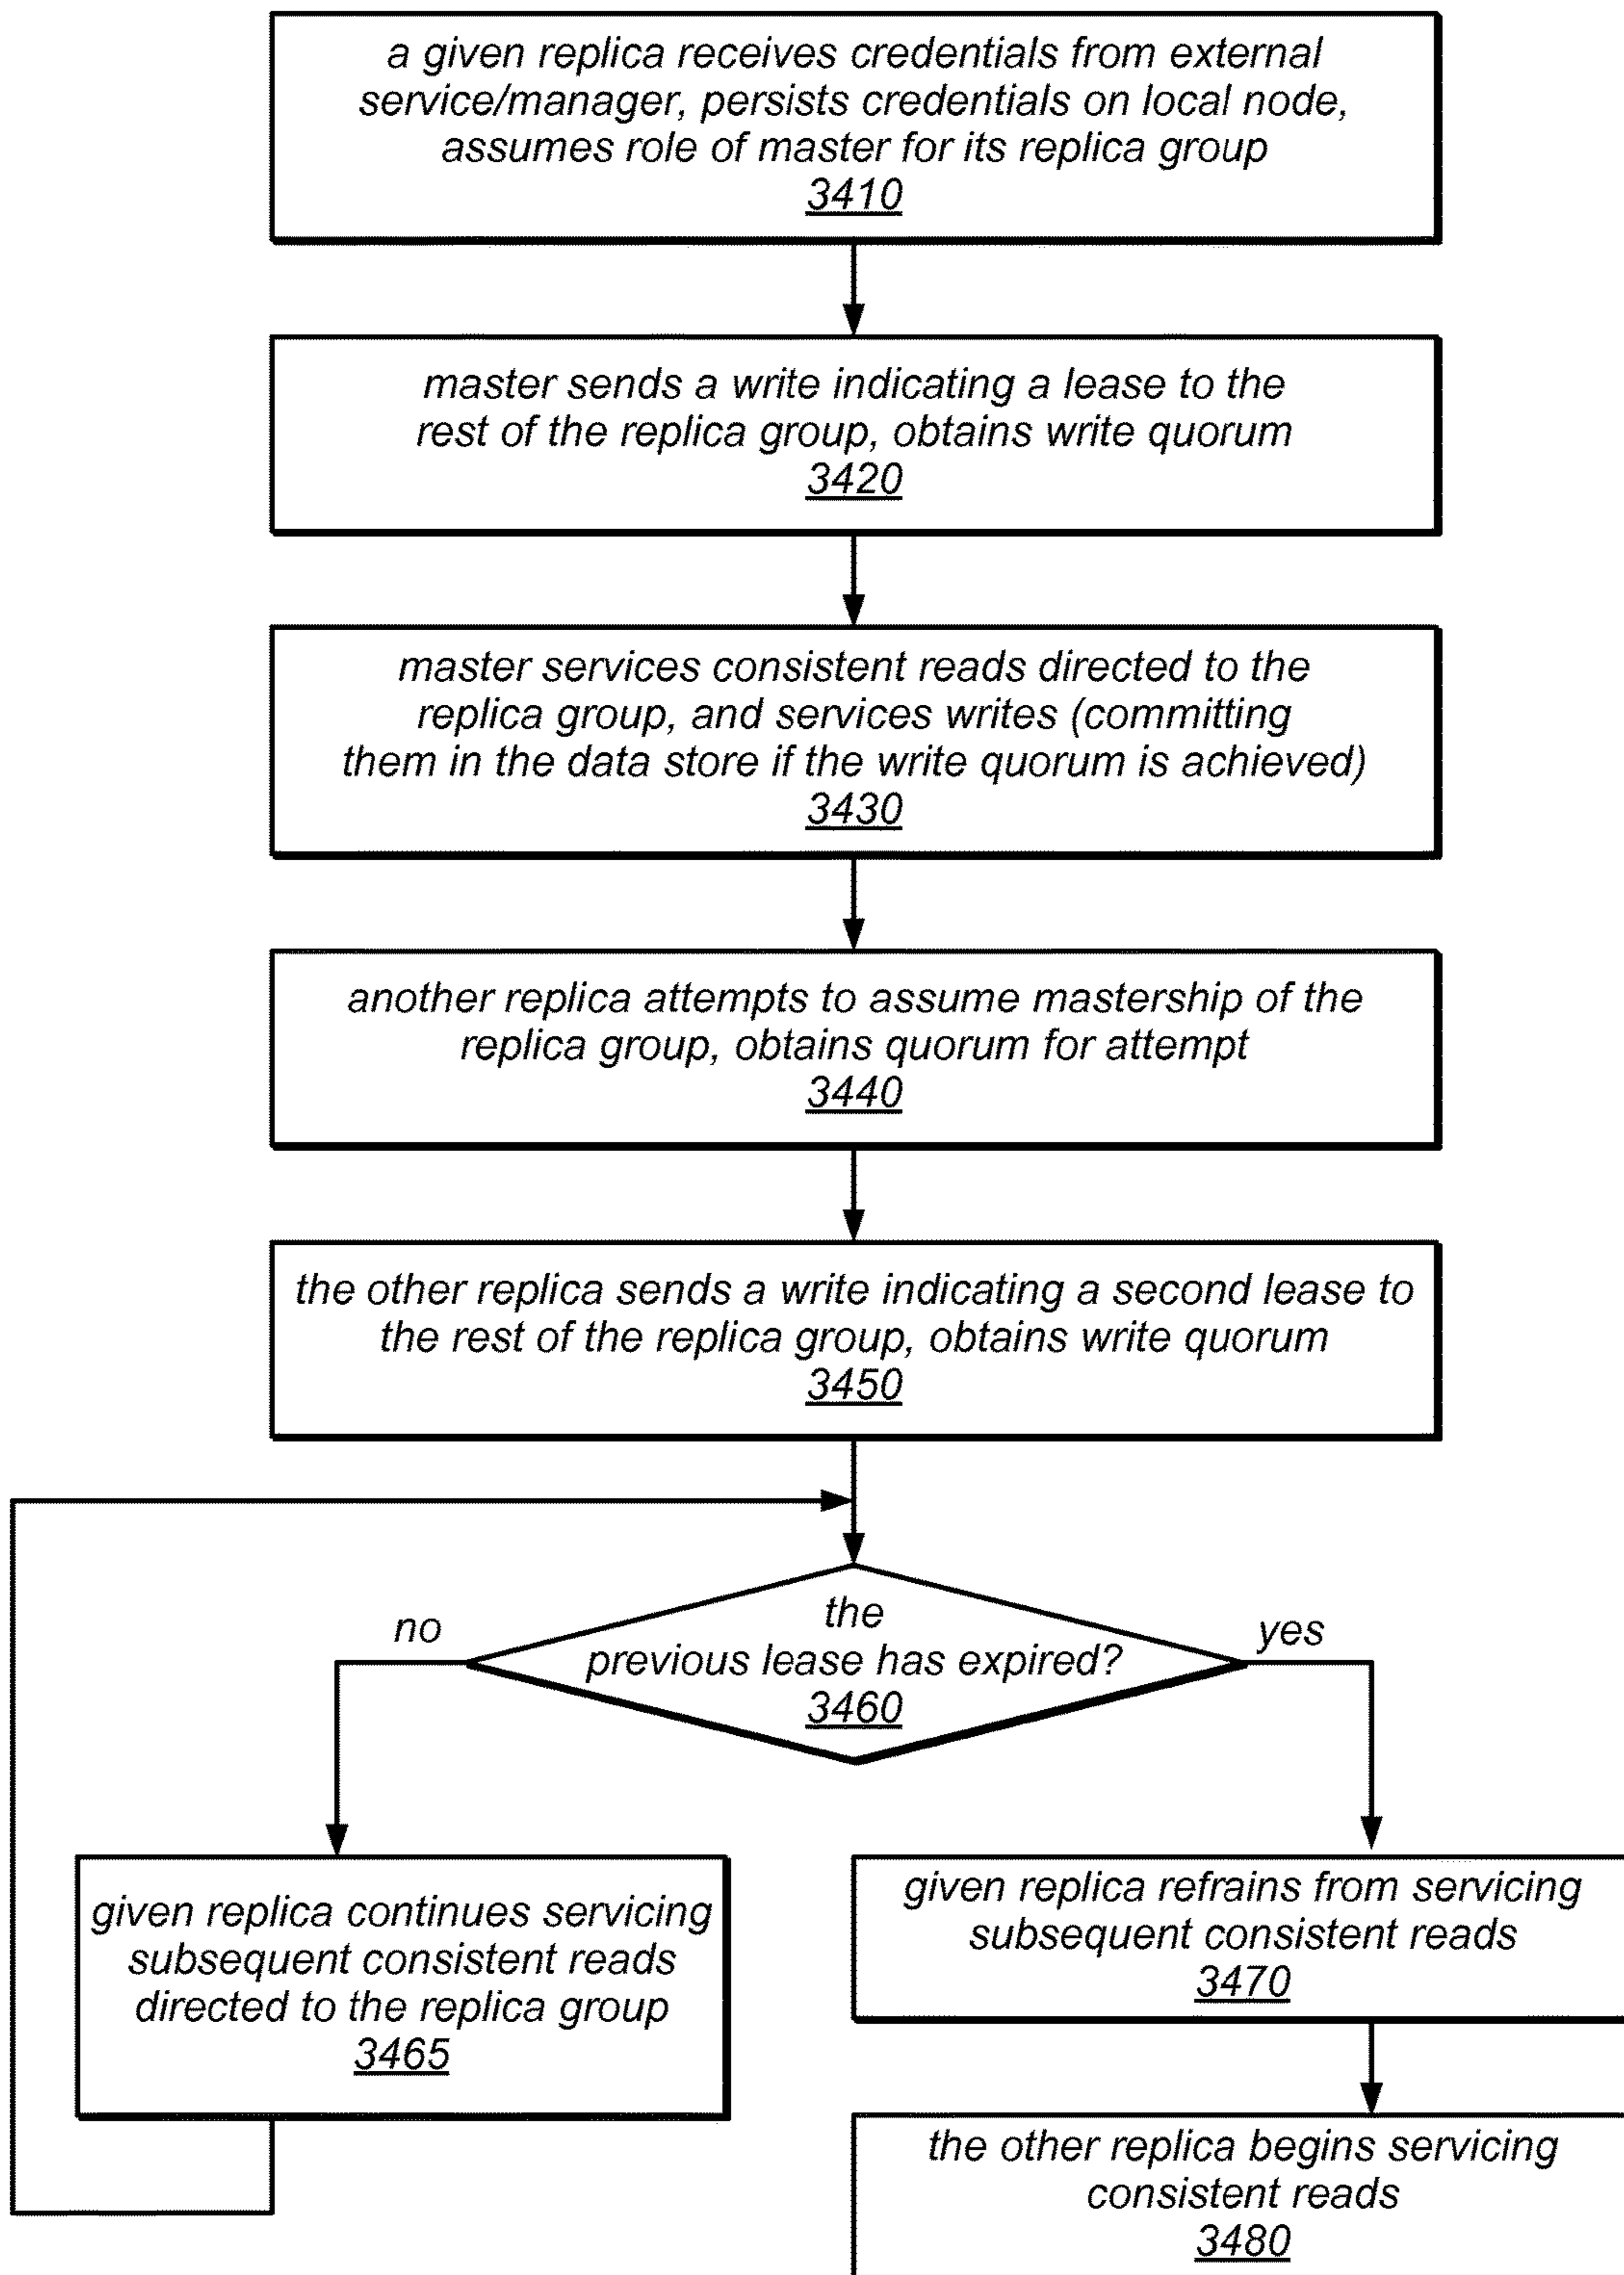 a given replica receives credentials from external
service/manager, persists credentials on local node,
assumes role of master for its replica group
3410
master sends a write indicating a lease to the
rest of the replica group, obtains write quorum
3420
master services consistent reads directed to the
replica group, and services writes (committing
them in the data store if the write quorum is achieved)
3430
another replica attempts to assume mastership of the
replica group, obtains quorum for attempt
3440
the other replica sends a write indicating a second lease to
the rest of the replica group, obtains write quorum
3450
the
previous lease has expired?
3460
no
yes
given replica continues servicing
subsequent consistent reads
directed to the replica group
3465
given replica refrains from servicing
subsequent consistent reads
3470
the other replica begins servicing
consistent reads
3480